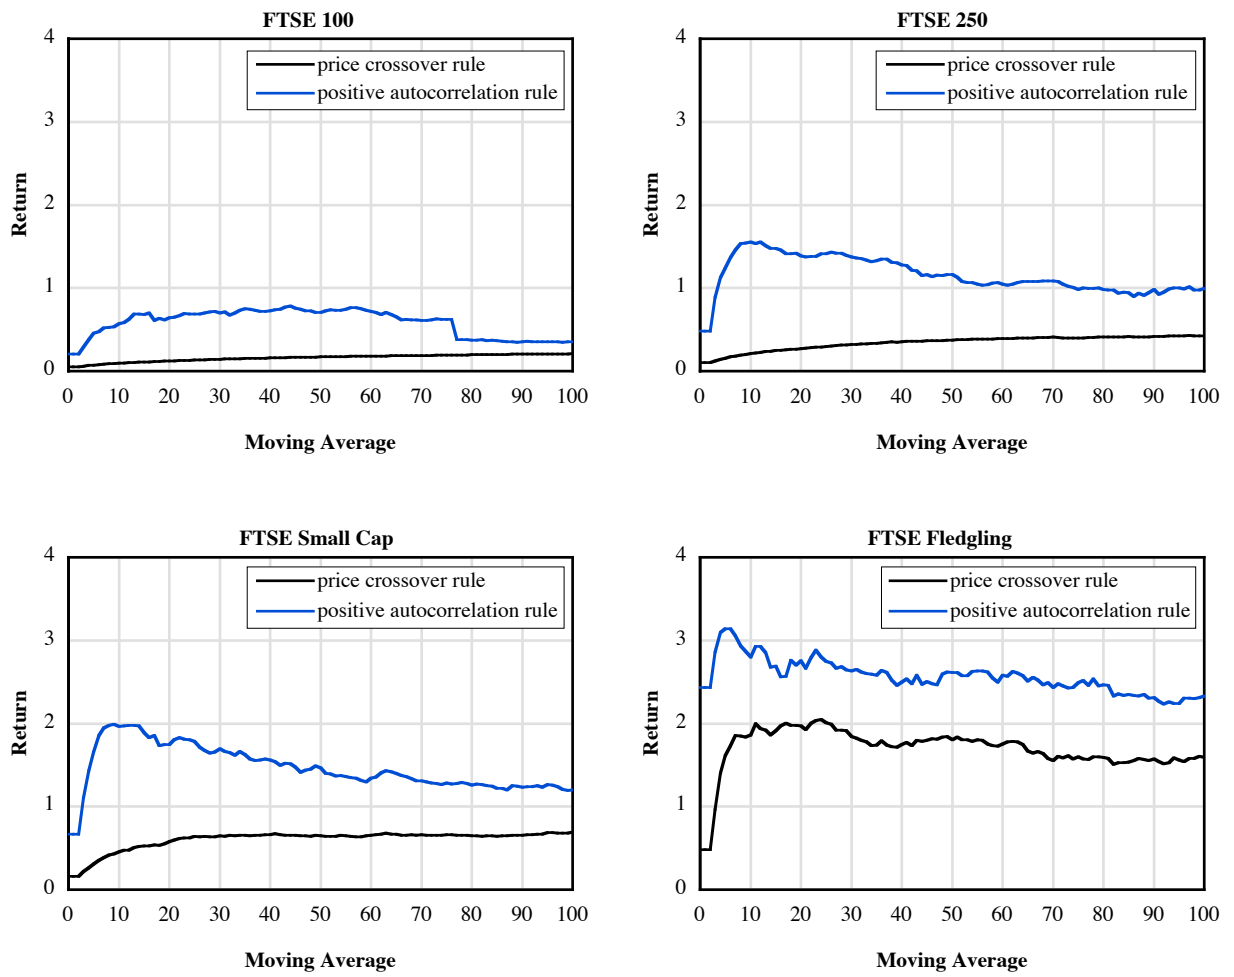 FTSE 100
4
3
2
1
0
Return
price crossover rule
positive autocorrelation rule
0 10 20 30 40 50 60 70 80 90 100
Moving Average
FTSE 250
4
3
2
1
0
Return
price crossover rule
positive autocorrelation rule
0 10 20 30 40 50 60 70 80 90 100
Moving Average
FTSE Small Cap
4
3
2
1
0
Return
price crossover rule
positive autocorrelation rule
0 10 20 30 40 50 60 70 80 90 100
Moving Average
FTSE Fledgling
4
3
2
1
0
Return
price crossover rule
positive autocorrelation rule
0 10 20 30 40 50 60 70 80 90 100
Moving Average